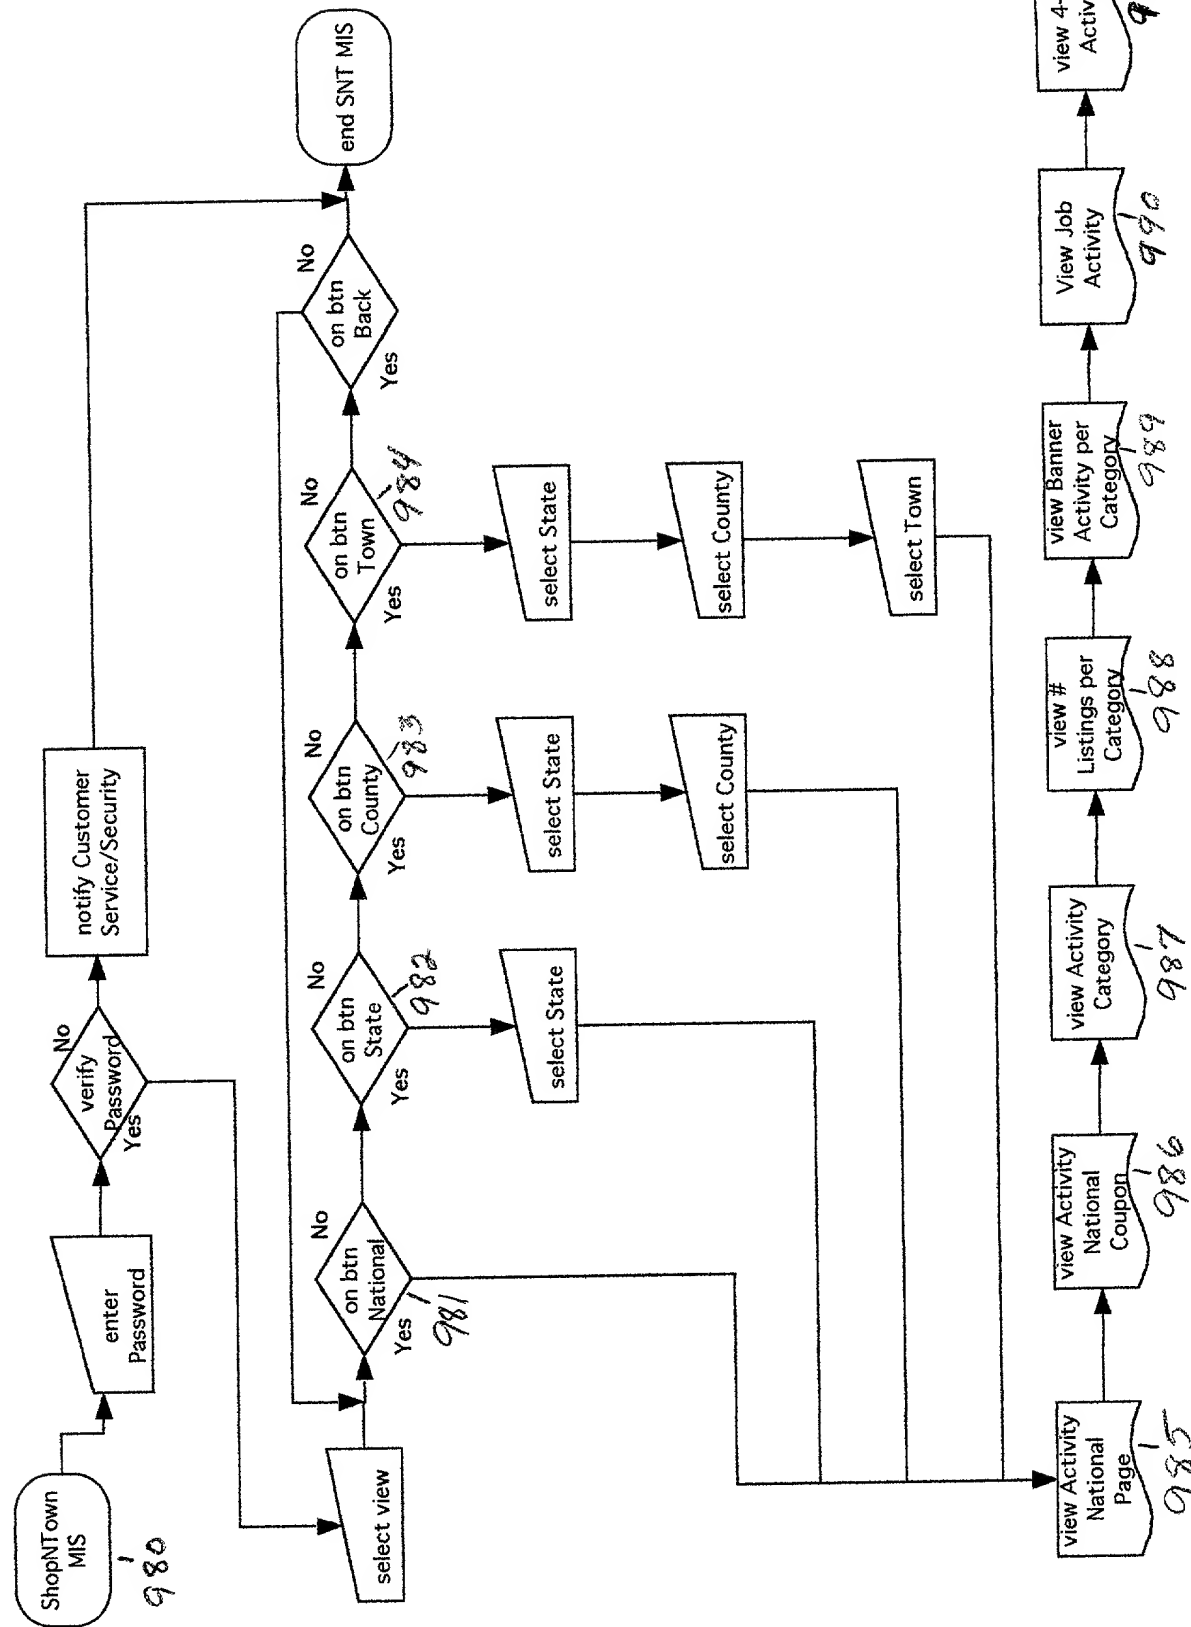 ShopNTown
MIS
980
enter
Password
verify
Password
No
Yes
notify Customer
Service/Security
select view
on btn
National
No
Yes
981
on btn
State
No
Yes
982
on btn
County
No
Yes
983
on btn
Town
No
Yes
984
on btn
Back
No
Yes
end SNT MIS
select State
select State
select County
select State
select County
select Town
view Activity
National
Page
985
view Activity
National
Coupon
986
view Activity
Category
987
view #
Listings per
Category
988
view Banner
Activity per
Category
989
View Job
Activity
990
view 4-
Activ
9